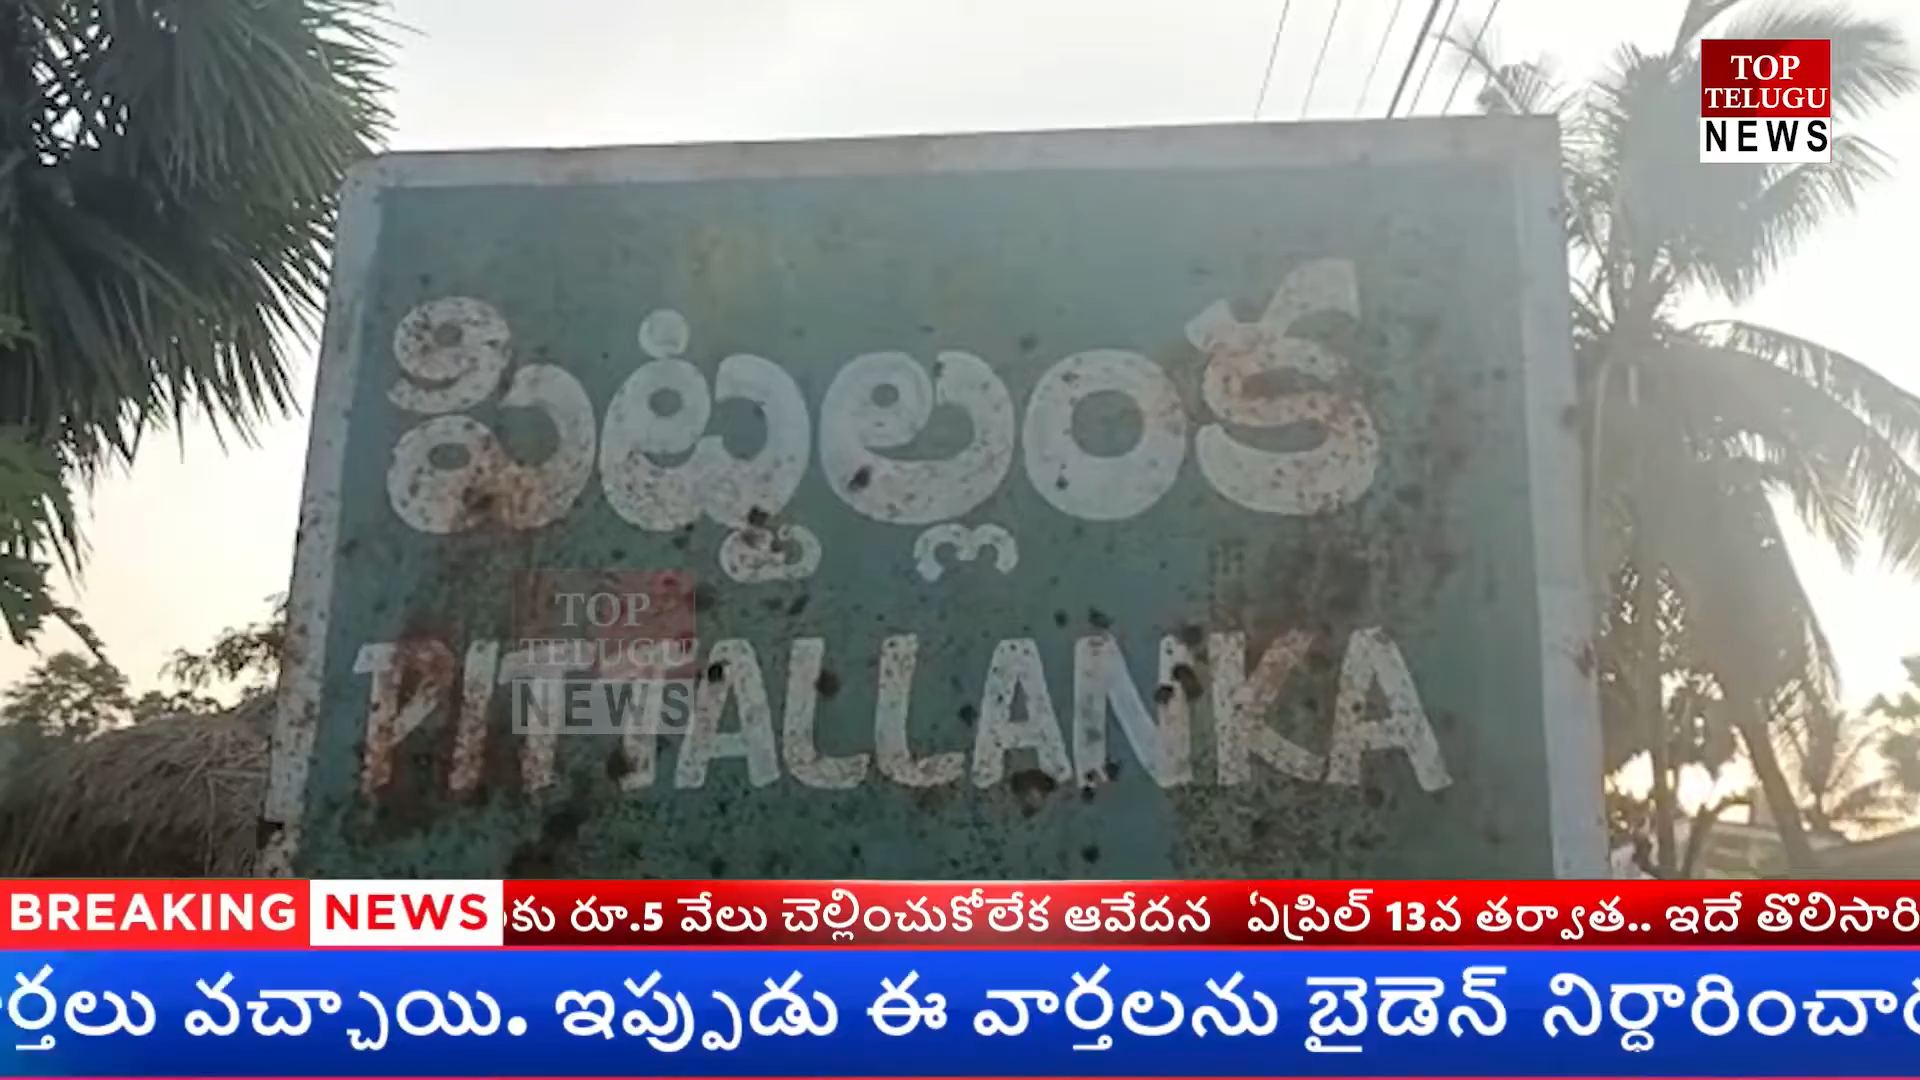 TOP
TELUGU
NEWS
పిట్టల్లంక
TOP
TELUGU
NEWS
PITTALLANKA
BREAKING NEWS కు రూ.5 వేలు చెల్లించుకోలేక ఆవేదన ఏప్రిల్ 13వ తర్వాత.. ఇదే తొలిసారి
ర్తలు వచ్చాయి. ఇప్పుడు ఈ వార్తలను బైడెన్ నిర్ధారించా